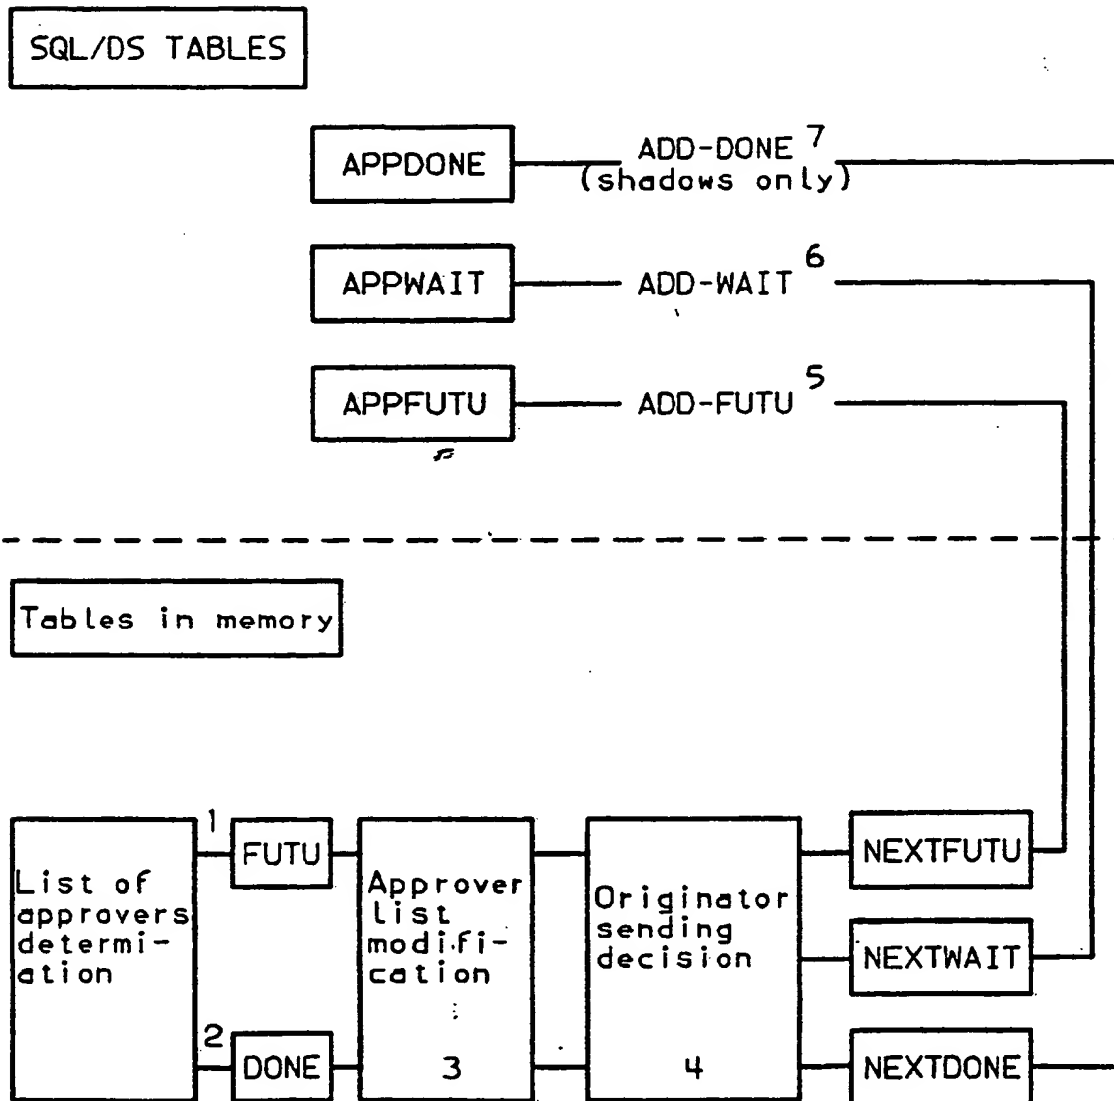 SQL/DS TABLES
APPDONE
ADD-DONE 7
(shadows only)
APPWAIT
ADD-WAIT 6
APPFUTU
ADD-FUTU 5
Tables in memory
List of
approvers
determi-
ation
1
FUTU
2
DONE
Approver
list
modifi-
cation
3
Originator
sending
decision
4
NEXTFUTU
NEXTWAIT
NEXTDONE